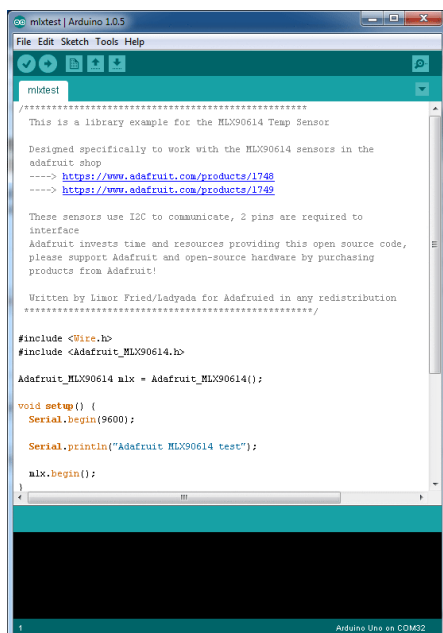 mlxtest | Arduino 1.0.5
File Edit Sketch Tools Help
mlxtest
/****************************************************
This is a library example for the MLX90614 Temp Sensor
Designed specifically to work with the MLX90614 sensors in the
adafruit shop
----> https://www.adafruit.com/products/1748
----> https://www.adafruit.com/products/1749
These sensors use I2C to communicate, 2 pins are required to
interface
Adafruit invests time and resources providing this open source code,
please support Adafruit and open-source hardware by purchasing
products from Adafruit!
Written by Limor Fried/Ladyada for Adafruied in any redistribution
****************************************************/
#include <Wire.h>
#include <Adafruit_MLX90614.h>
Adafruit_MLX90614 mlx = Adafruit_MLX90614();
void setup() {
Serial.begin(9600);
Serial.println("Adafruit MLX90614 test");
mlx.begin();
}
1 Arduino Uno on COM32